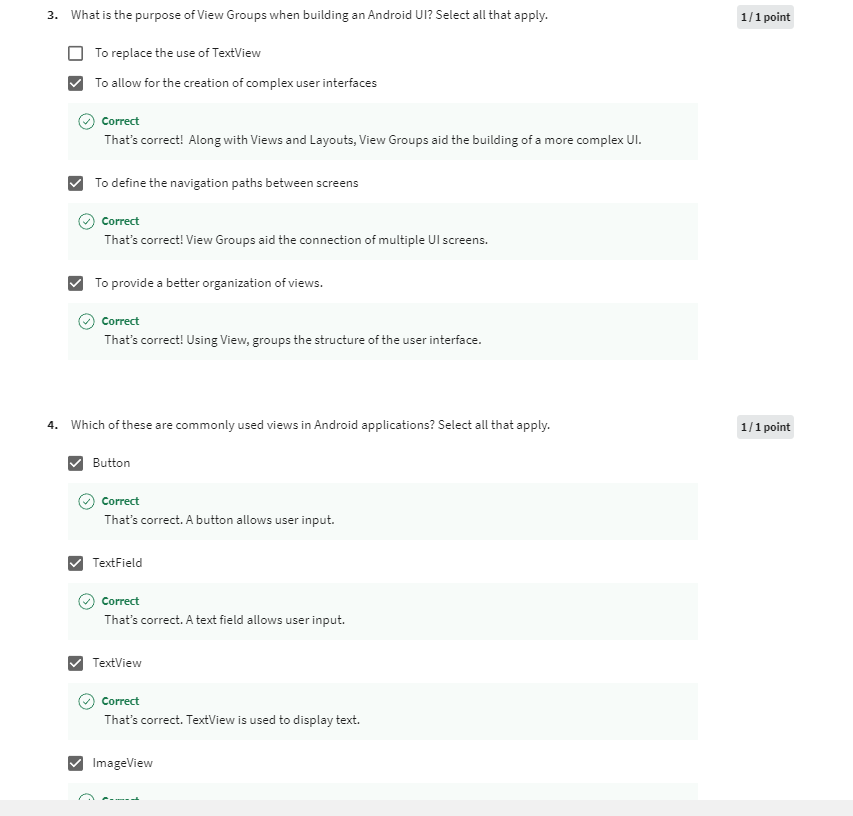 3. What is the purpose of View Groups when building an Android UI? Select all that apply.
1 / 1 point
To replace the use of TextView
To allow for the creation of complex user interfaces
Correct
That's correct! Along with Views and Layouts, View Groups aid the building of a more complex UI.
To define the navigation paths between screens
Correct
That's correct! View Groups aid the connection of multiple UI screens.
To provide a better organization of views.
Correct
That's correct! Using View, groups the structure of the user interface.
4. Which of these are commonly used views in Android applications? Select all that apply.
1 / 1 point
Button
Correct
That's correct. A button allows user input.
TextField
Correct
That's correct. A text field allows user input.
TextView
Correct
That's correct. TextView is used to display text.
ImageView